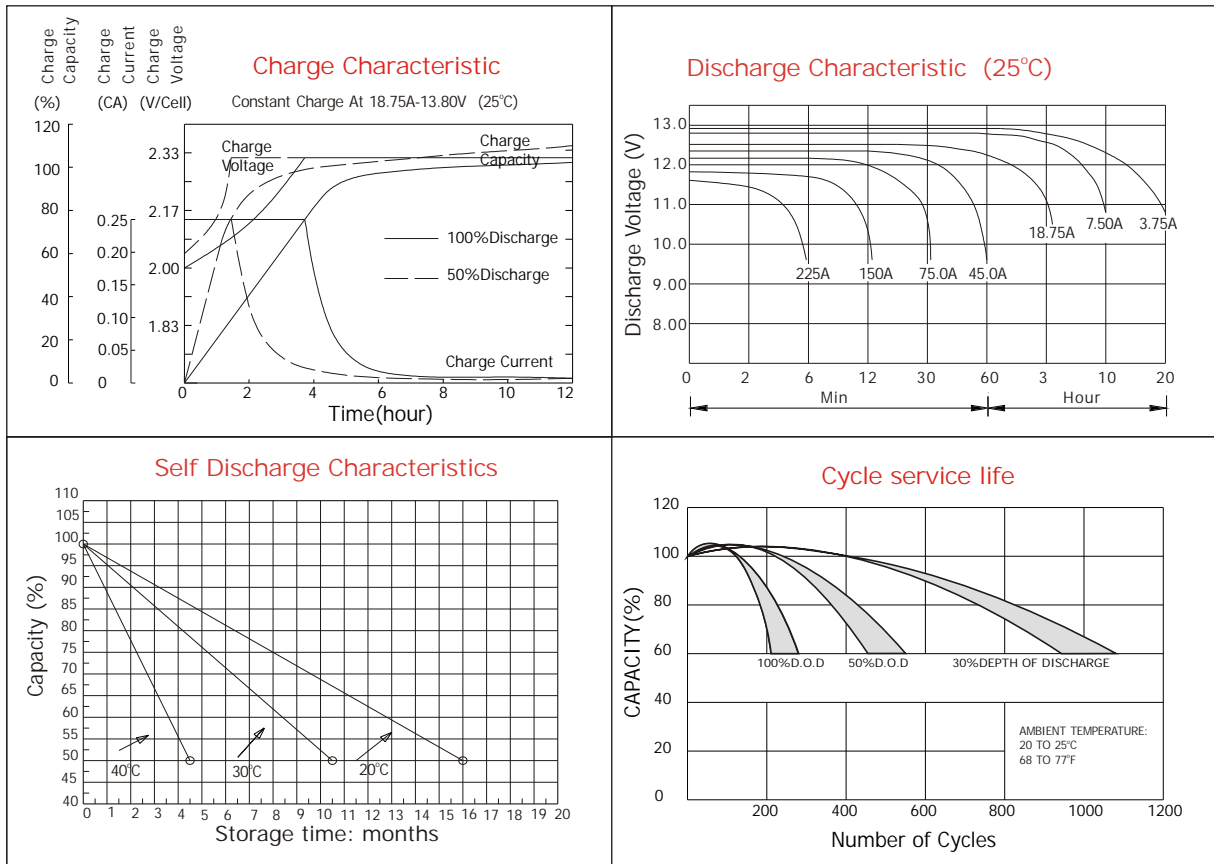 Charge Capacity
Charge Current
Charge Voltage
(%)
(CA)
(V/Cell)
Charge Characteristic
Constant Charge At 18.75A-13.80V (25°C)
120
100
80
60
40
20
0
0.25
0.20
0.15
0.10
0.05
0
2.33
2.17
2.00
1.83
Charge Voltage
Charge Capacity
100%Discharge
50%Discharge
Charge Current
0 2 4 6 8 10 12
Time(hour)
Discharge Characteristic (25°C)
Discharge Voltage (V)
13.0
12.0
11.0
10.0
9.00
8.00
225A 150A 75.0A 45.0A 18.75A 7.50A 3.75A
0 2 6 12 30 60 3 10 20
Min Hour
Self Discharge Characteristics
Capacity (%)
110
105
100
95
90
80
85
80
75
70
65
60
55
50
45
40
40°C 30°C 20°C
0 1 2 3 4 5 6 7 8 9 10 11 12 13 14 15 16 17 18 19 20
Storage time: months
Cycle service life
CAPACITY(%)
120
100
80
60
40
20
0
100%D.O.D 50%D.O.D 30%DEPTH OF DISCHARGE
AMBIENT TEMPERATURE:
20 TO 25°C
68 TO 77°F
200 400 600 800 1000 1200
Number of Cycles